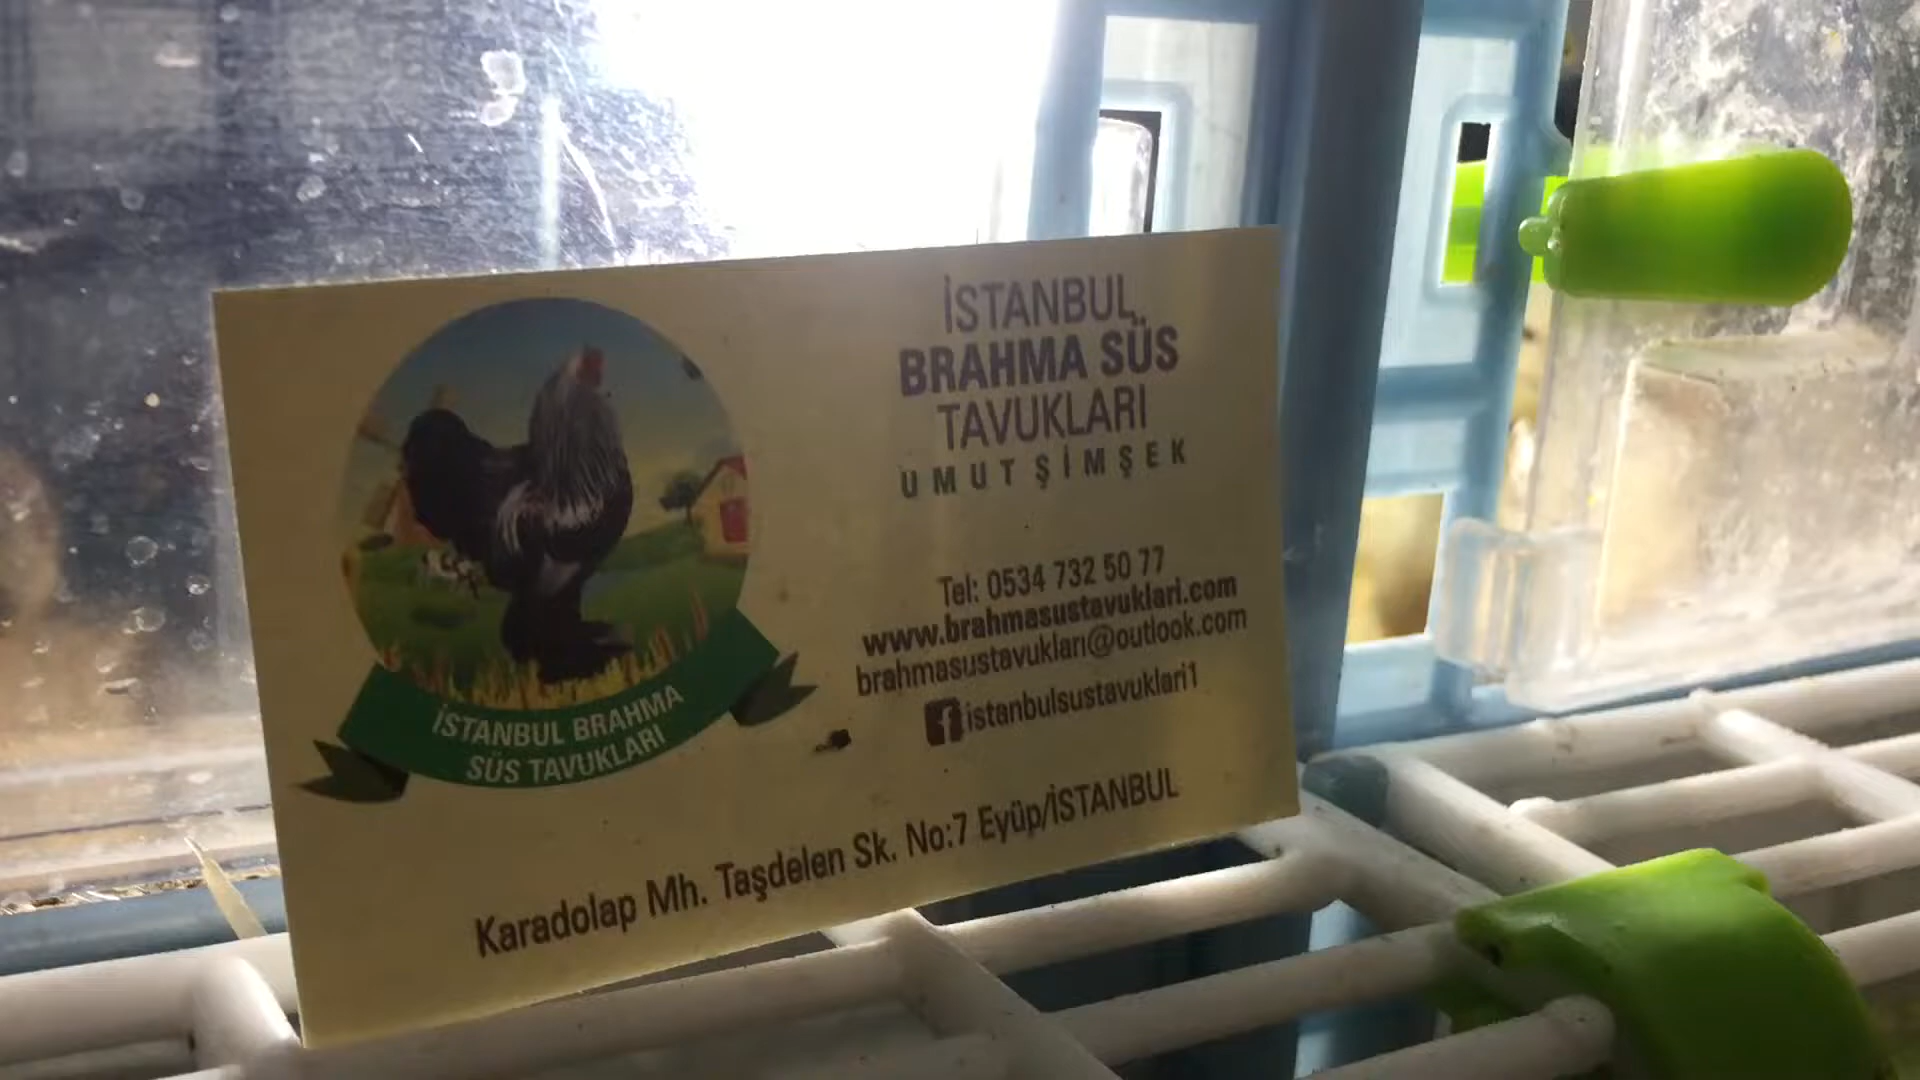 İSTANBUL
BRAHMA SÜS
TAVUKLARI
UMUT ŞİMŞEK
Tel: 0534 732 50 77
www.brahmasustavuklari.com
brahmasustavukları@outlook.com
istanbulsustavuklari1
İSTANBUL BRAHMA
SÜS TAVUKLARI
Karadolap Mh. Taşdelen Sk. No:7 Eyüp/İSTANBUL